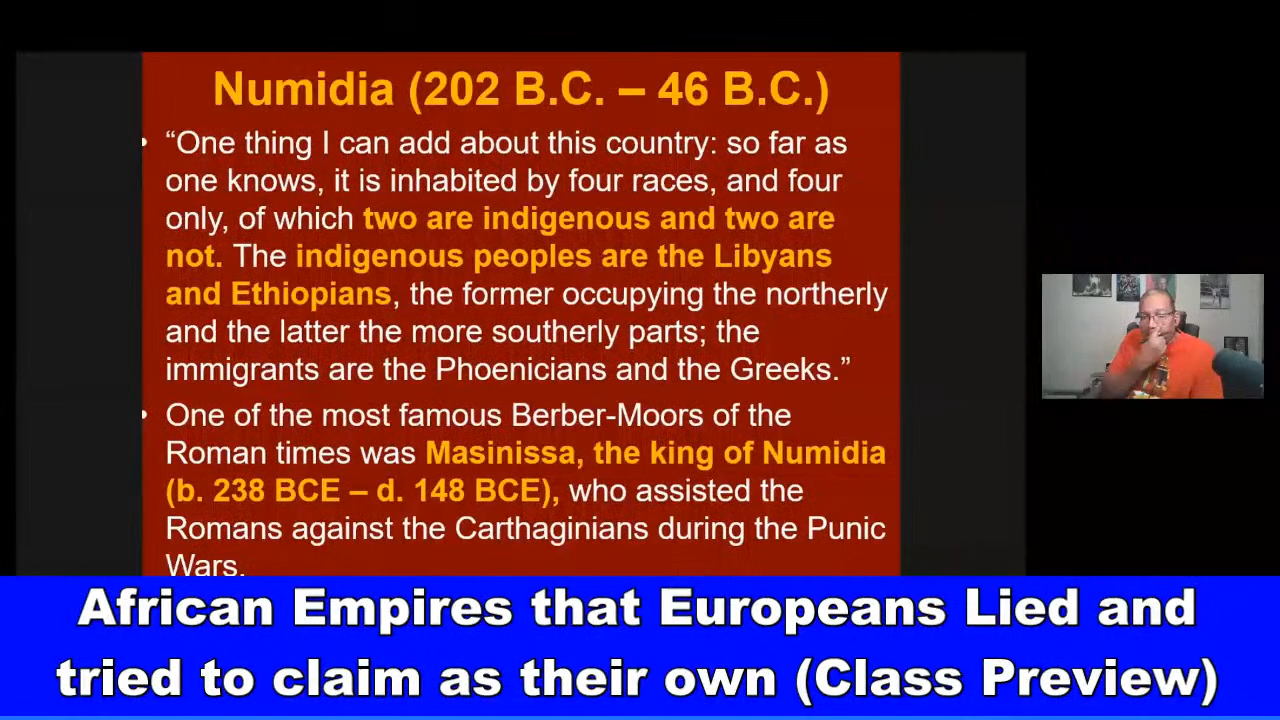 Numidia (202 B.C. – 46 B.C.)
• “One thing I can add about this country: so far as
one knows, it is inhabited by four races, and four
only, of which two are indigenous and two are
not. The indigenous peoples are the Libyans
and Ethiopians, the former occupying the northerly
and the latter the more southerly parts; the
immigrants are the Phoenicians and the Greeks.”
• One of the most famous Berber-Moors of the
Roman times was Masinissa, the king of Numidia
(b. 238 BCE – d. 148 BCE), who assisted the
Romans against the Carthaginians during the Punic
Wars.
African Empires that Europeans Lied and
tried to claim as their own (Class Preview)